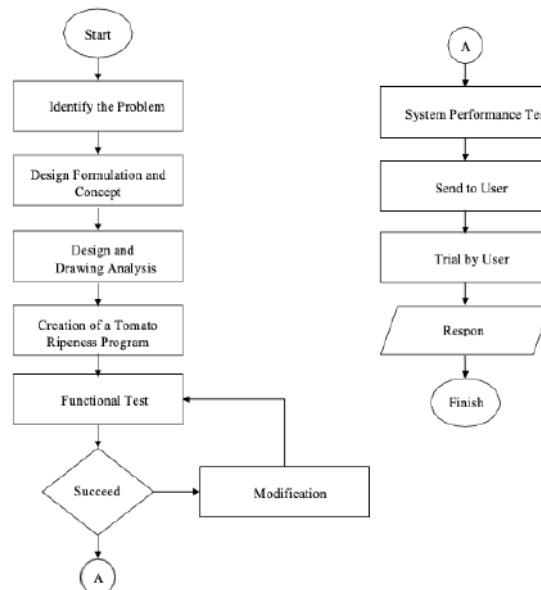 Start
Identify the Problem
Design Formulation and
Concept
Design and
Drawing Analysis
Creation of a Tomato
Ripeness Program
Functional Test
Succeed
Modification
A
A
System Performance Tes
Send to User
Trial by User
Respon
Finish